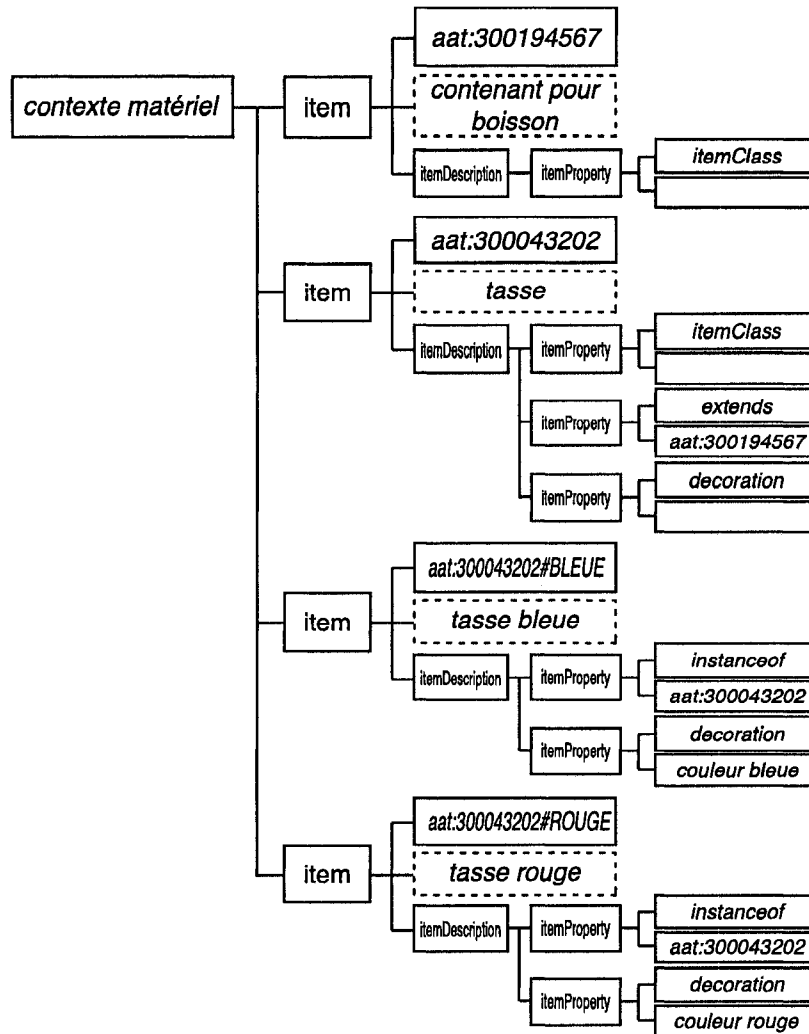 contexte matériel
item
aat:300194567
contenant pour
boisson
itemDescription
itemProperty
itemClass
item
aat:300043202
tasse
itemDescription
itemProperty
itemClass
itemProperty
extends
aat:300194567
itemProperty
decoration
item
aat:300043202#BLEUE
tasse bleue
itemDescription
itemProperty
instanceof
aat:300043202
itemProperty
decoration
couleur bleue
item
aat:300043202#ROUGE
tasse rouge
itemDescription
itemProperty
instanceof
aat:300043202
itemProperty
decoration
couleur rouge